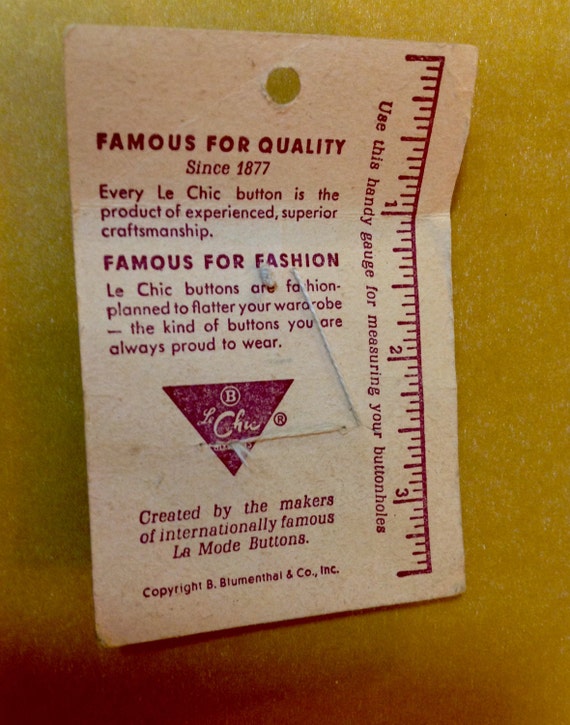 FAMOUS FOR QUALITY
Since 1877
Every Le Chic button is the
product of experienced, superior
craftsmanship.
FAMOUS FOR FASHION
Le Chic buttons are fashion-
planned to flatter your wardrobe
— the kind of buttons you are
always proud to wear.
B
Le Chic ®
Created by the makers
of internationally famous
La Mode Buttons.
Copyright B. Blumenthal & Co., Inc.
Use this handy gauge for measuring your buttonholes
1
2
3